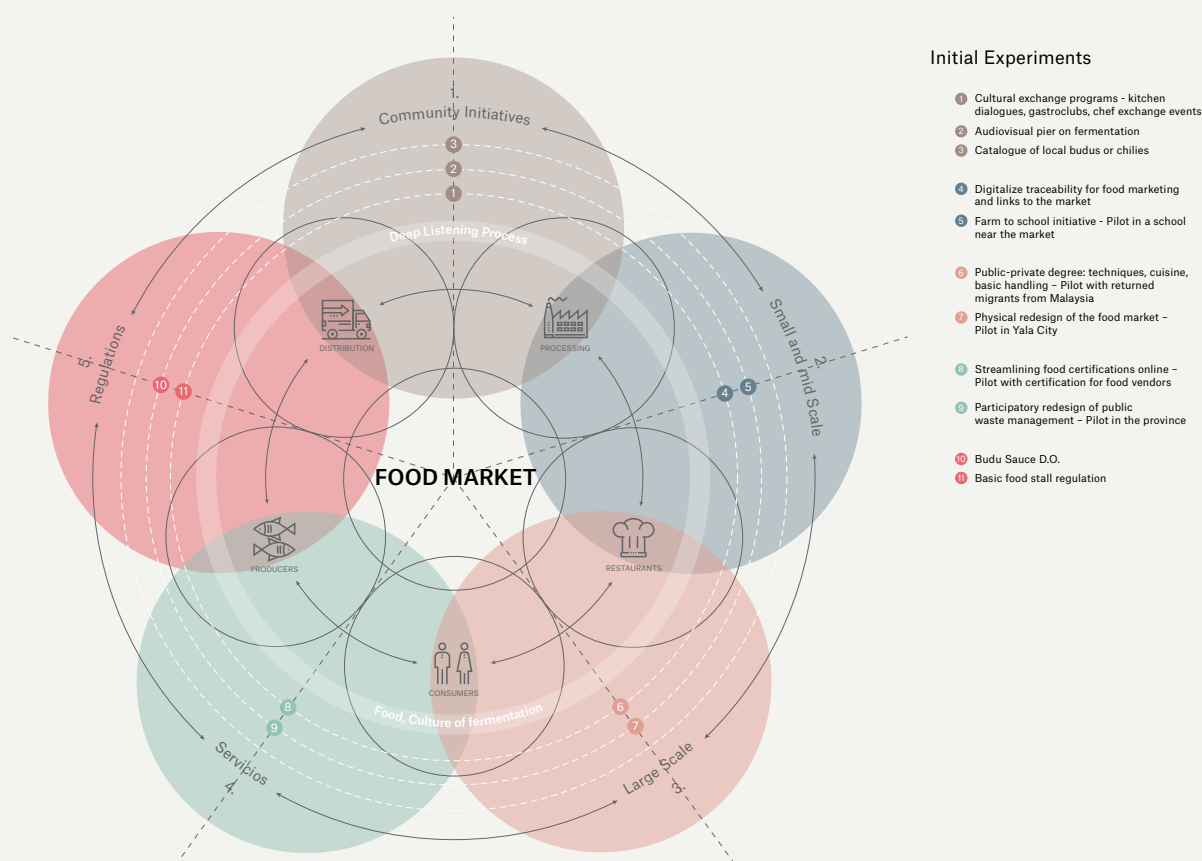 Initial Experiments
1 Cultural exchange programs - kitchen
dialogues, gastroclubs, chef exchange events
2 Audiovisual pier on fermentation
3 Catalogue of local budus or chilies
4 Digitalize traceability for food marketing
and links to the market
5 Farm to school initiative - Pilot in a school
near the market
6 Public-private degree: techniques, cuisine,
basic handling – Pilot with returned
migrants from Malaysia
7 Physical redesign of the food market –
Pilot in Yala City
8 Streamlining food certifications online –
Pilot with certification for food vendors
9 Participatory redesign of public
waste management – Pilot in the province
10 Budu Sauce D.O.
11 Basic food stall regulation
1.
Community Initiatives
3
2
1
Deep Listening Process
2.
Small and mid Scale
4
5
5.
Regulations
10
11
DISTRIBUTION
PROCESSING
FOOD MARKET
PRODUCERS
RESTAURANTS
CONSUMERS
Food, Culture of fermentation
8
9
6
7
Servicios
4.
Large Scale
3.